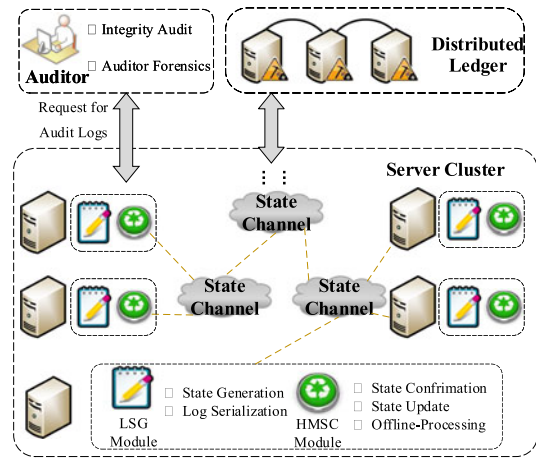 Integrity Audit
Auditor Forensics
Auditor
Distributed
Ledger
Request for
Audit Logs
Server Cluster
State
Channel
State
Channel
State
Channel
State Generation
Log Serialization
LSG
Module
HMSC
Module
State Confrimation
State Update
Offline-Processing